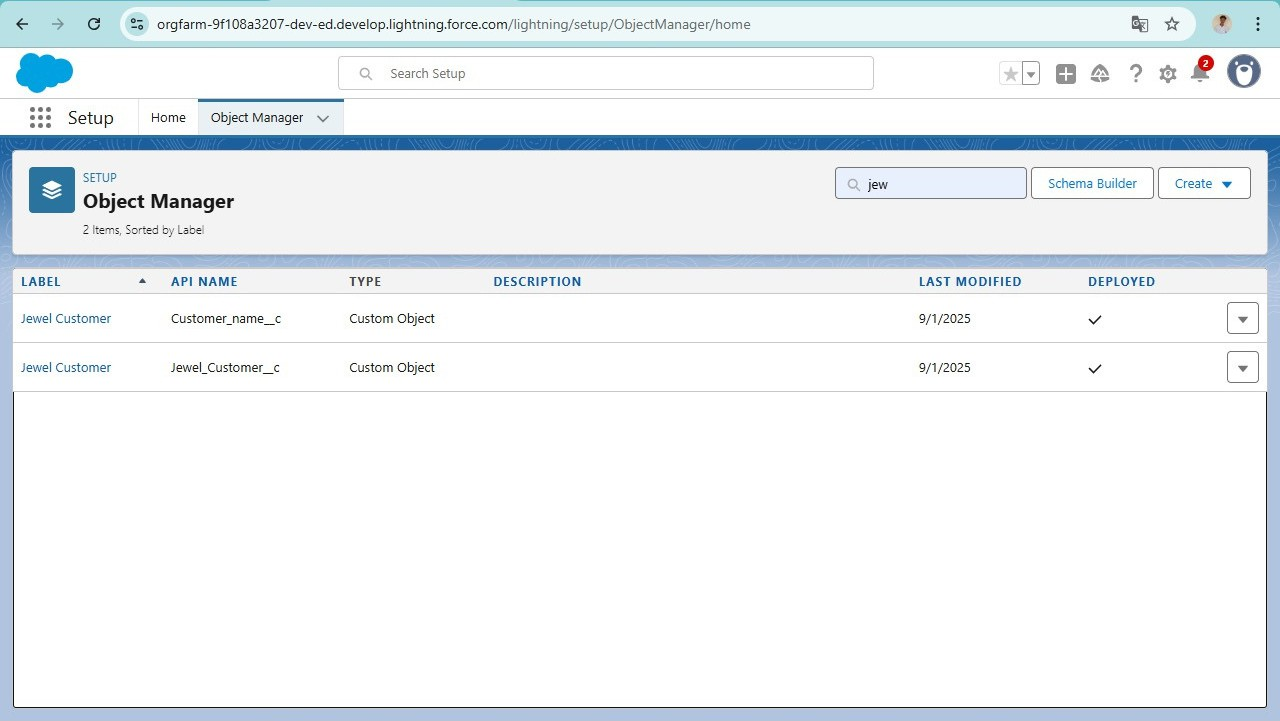 orgfarm-9f108a3207-dev-ed.develop.lightning.force.com/lightning/setup/ObjectManager/home
Search Setup
2
Setup
Home
Object Manager
SETUP
Object Manager
2 Items, Sorted by Label
jew
Schema Builder
Create
LABEL API NAME TYPE DESCRIPTION LAST MODIFIED DEPLOYED
Jewel Customer Customer_name__c Custom Object 9/1/2025
Jewel Customer Jewel_Customer__c Custom Object 9/1/2025